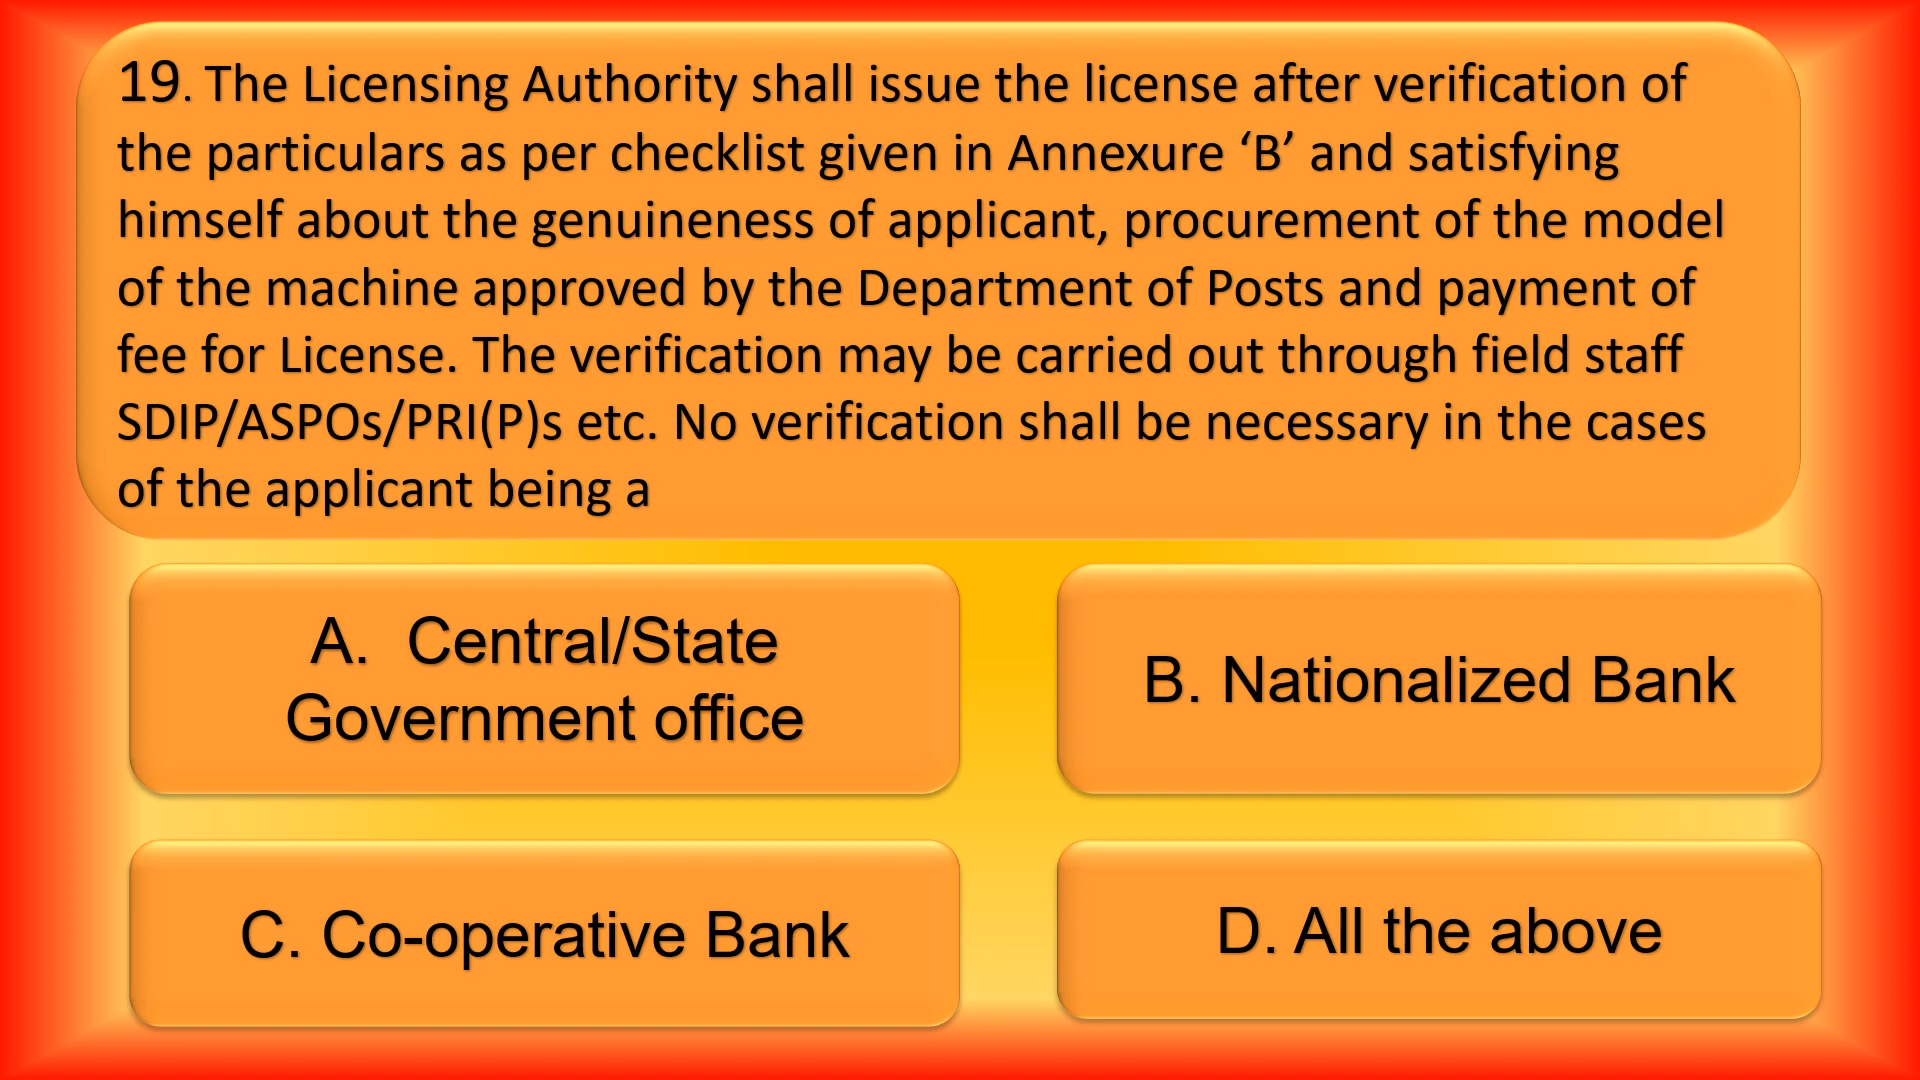 19. The Licensing Authority shall issue the license after verification of
the particulars as per checklist given in Annexure ‘B’ and satisfying
himself about the genuineness of applicant, procurement of the model
of the machine approved by the Department of Posts and payment of
fee for License. The verification may be carried out through field staff
SDIP/ASPOs/PRI(P)s etc. No verification shall be necessary in the cases
of the applicant being a
A. Central/State
Government office
B. Nationalized Bank
C. Co-operative Bank
D. All the above